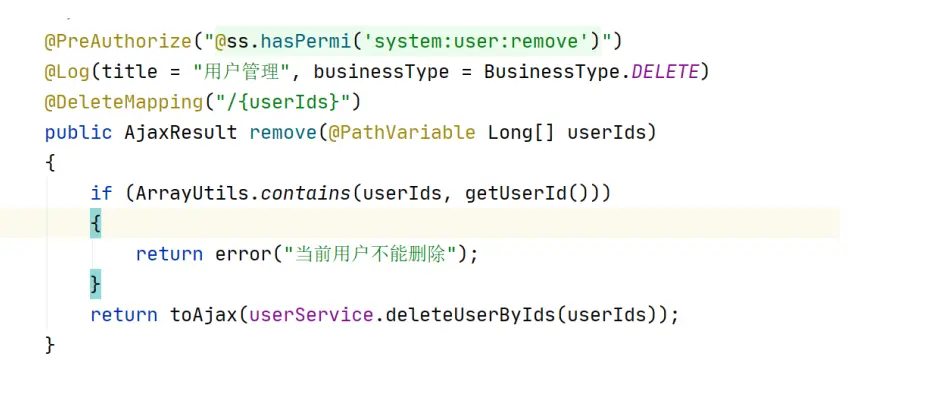 @PreAuthorize("@ss.hasPermi('system:user:remove')")
@Log(title = "用户管理", businessType = BusinessType.DELETE)
@DeleteMapping("/{userIds}")
public AjaxResult remove(@PathVariable Long[] userIds)
{
    if (ArrayUtils.contains(userIds, getUserId()))
    {
        return error("当前用户不能删除");
    }
    return toAjax(userService.deleteUserByIds(userIds));
}